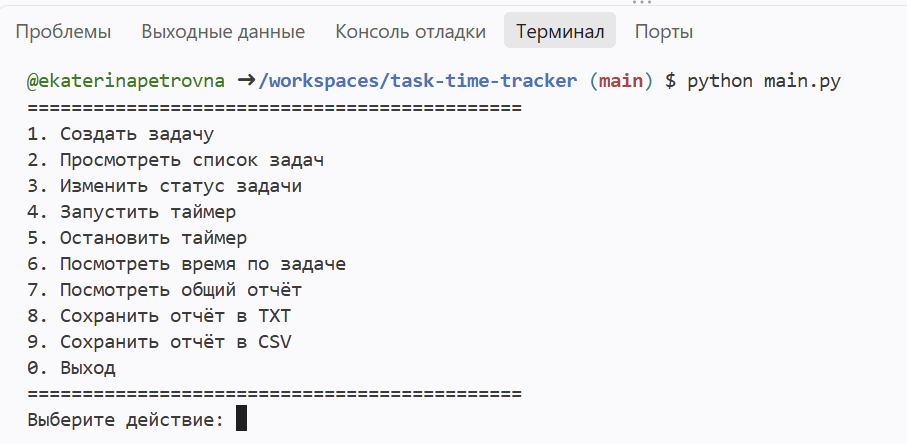 Проблемы Выходные данные Консоль отладки Терминал Порты
@ekaterinapetrovna ➜/workspaces/task-time-tracker (main) $ python main.py
=============================================
1. Создать задачу
2. Просмотреть список задач
3. Изменить статус задачи
4. Запустить таймер
5. Остановить таймер
6. Посмотреть время по задаче
7. Посмотреть общий отчёт
8. Сохранить отчёт в TXT
9. Сохранить отчёт в CSV
0. Выход
=============================================
Выберите действие: